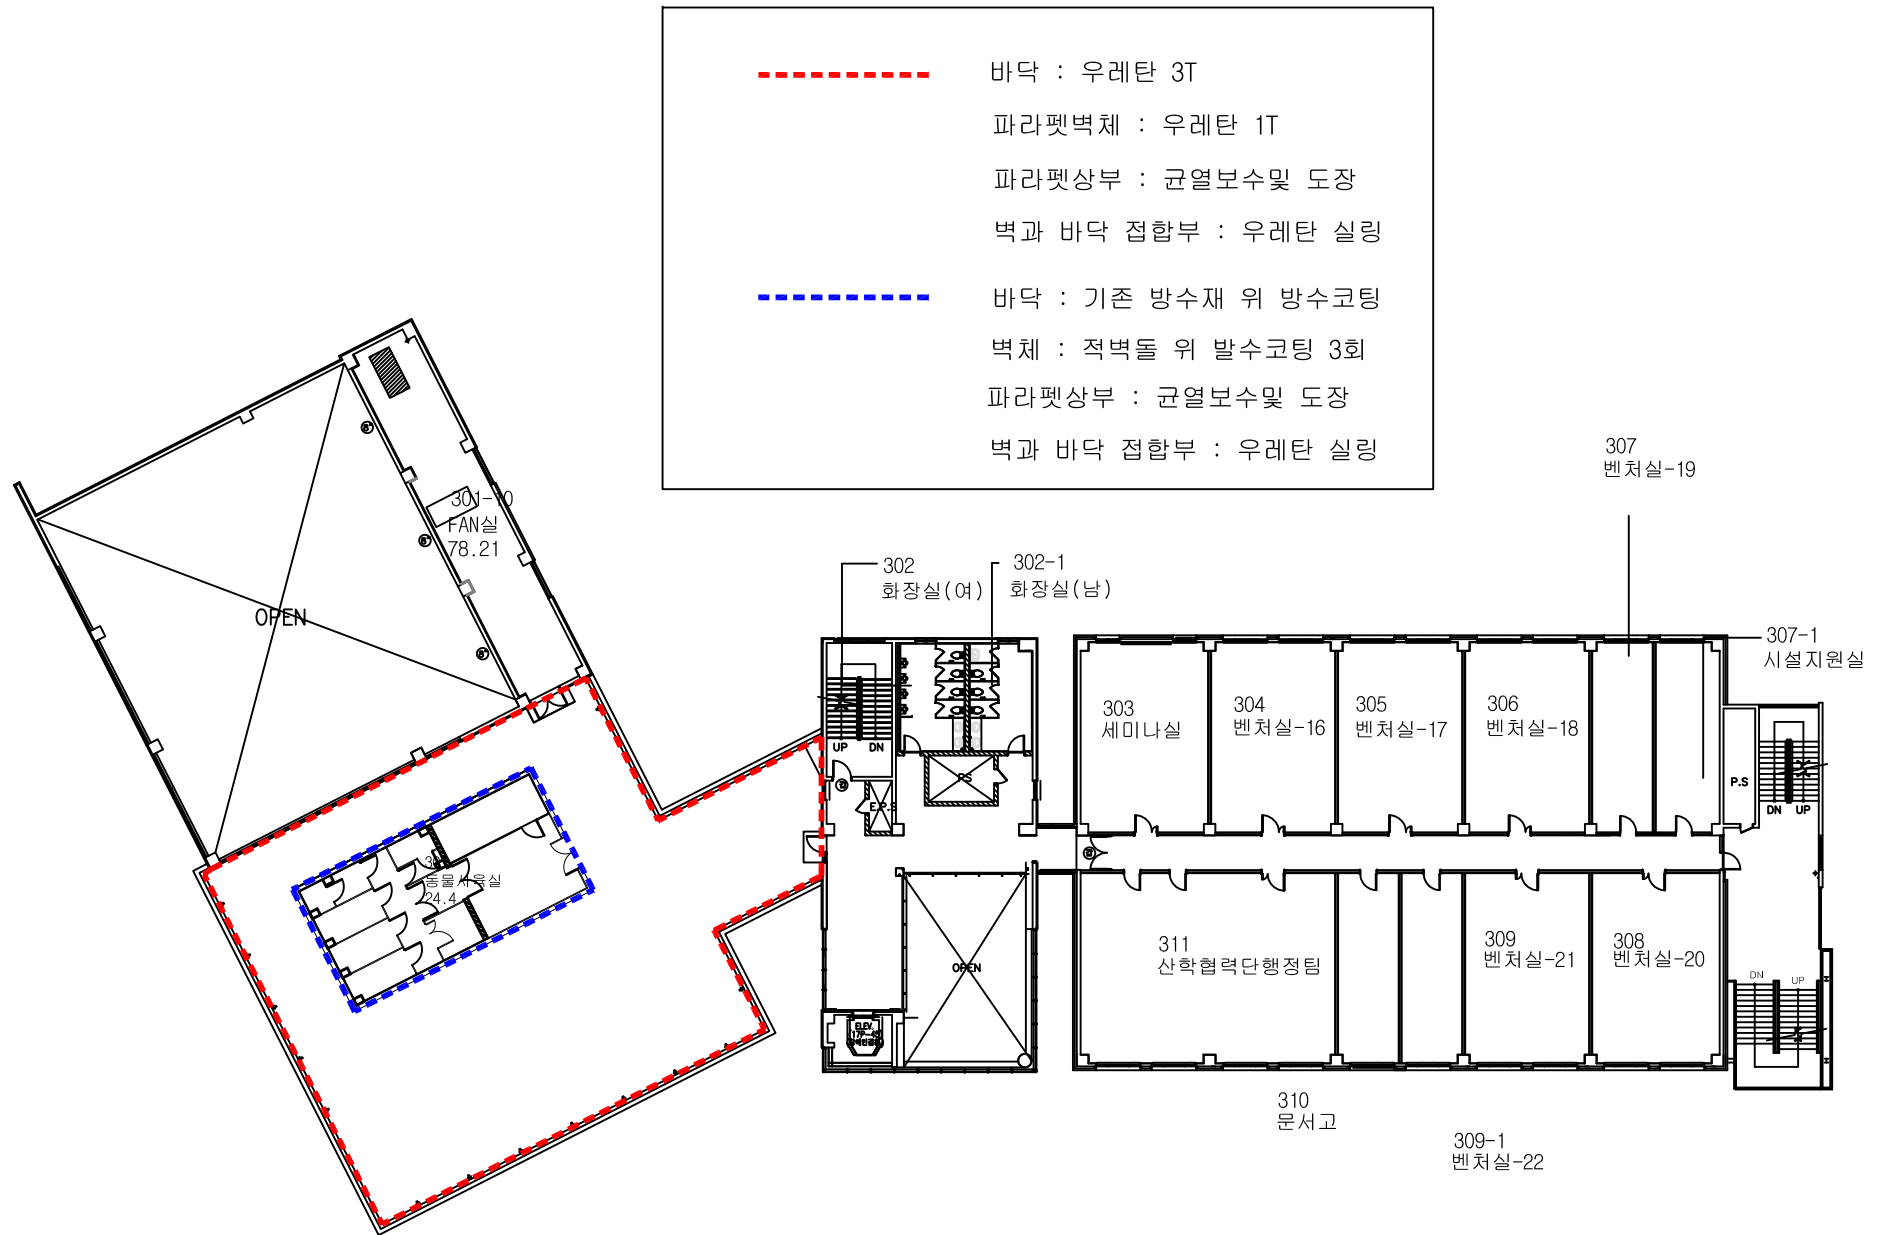 바닥 : 우레탄 3T
파라펫벽체 : 우레탄 1T
파라펫상부 : 균열보수및 도장
벽과 바닥 접합부 : 우레탄 실링
바닥 : 기존 방수재 위 방수코팅
벽체 : 적벽돌 위 발수코팅 3회
파라펫상부 : 균열보수및 도장
벽과 바닥 접합부 : 우레탄 실링
307
벤처실-19
301-10
FAN실
78.21
OPEN
302
화장실(여)
302-1
화장실(남)
307-1
시설지원실
303
세미나실
304
벤처실-16
305
벤처실-17
306
벤처실-18
UP DN
PS
E.P.S
P.S
DN UP
동물사육실
24.4
311
산학협력단행정팀
309
벤처실-21
308
벤처실-20
OPEN
DN UP
ELEV.
310
문서고
309-1
벤처실-22